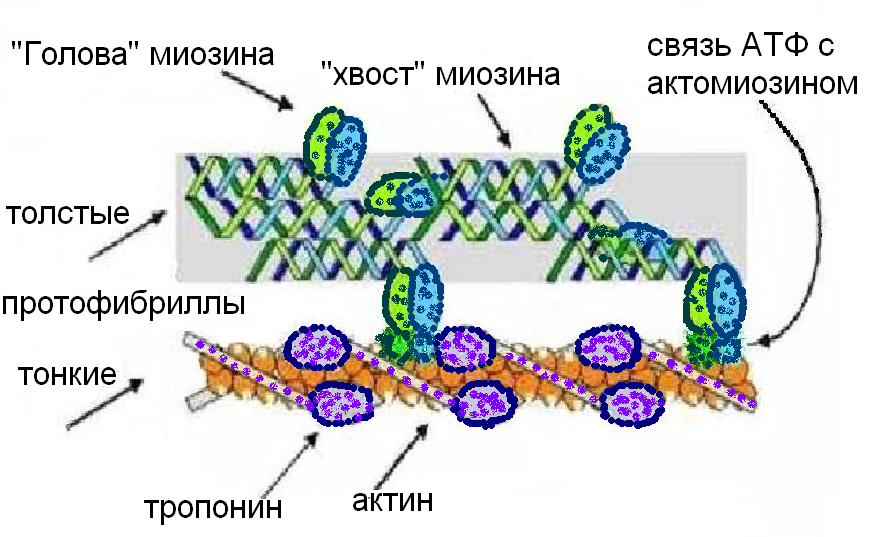 "Голова" миозина
"хвост" миозина
связь АТФ с
актомиозином
толстые
протофибриллы
тонкие
тропонин
актин